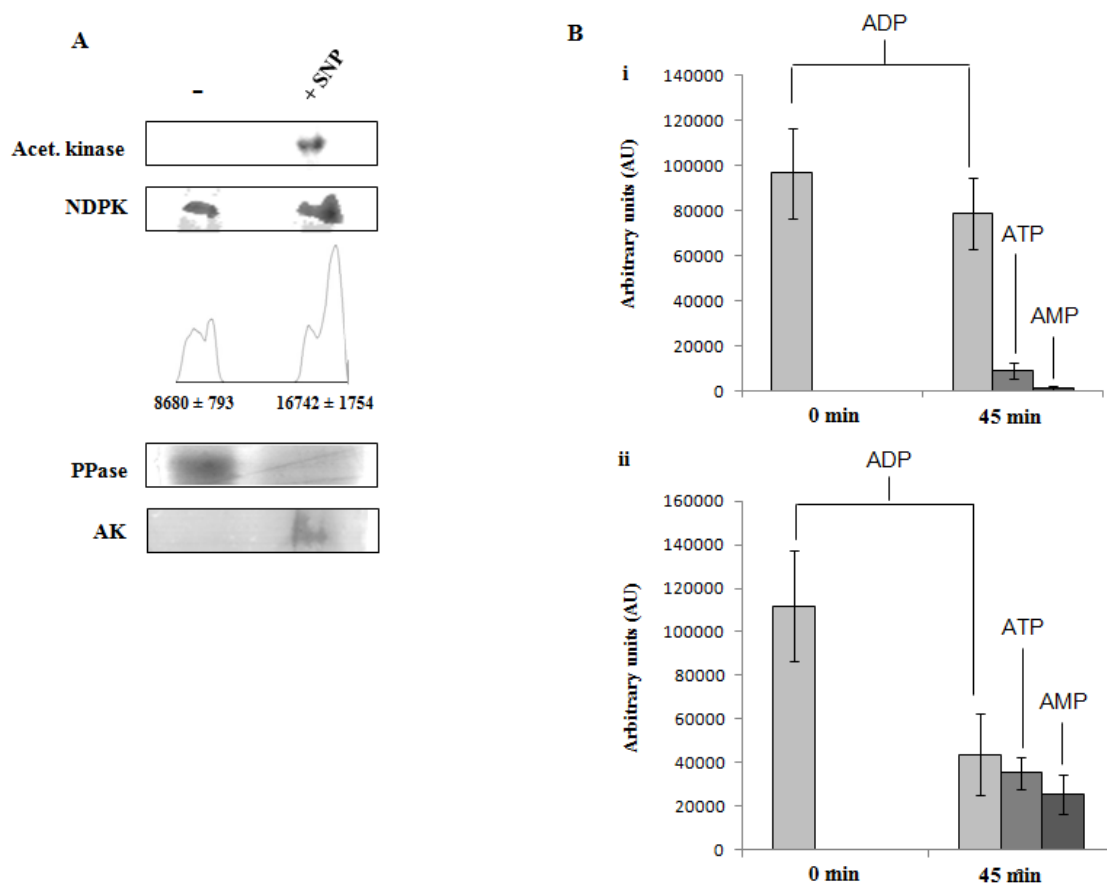 A
–
+ SNP
Acet. kinase
NDPK
8680 ± 793
16742 ± 1754
PPase
AK
B
i
ADP
140000
120000
100000
80000
60000
40000
20000
0
Arbitrary units (AU)
ATP
AMP
0 min
45 min
ii
ADP
160000
140000
120000
100000
80000
60000
40000
20000
0
Arbitrary units (AU)
ATP
AMP
0 min
45 min